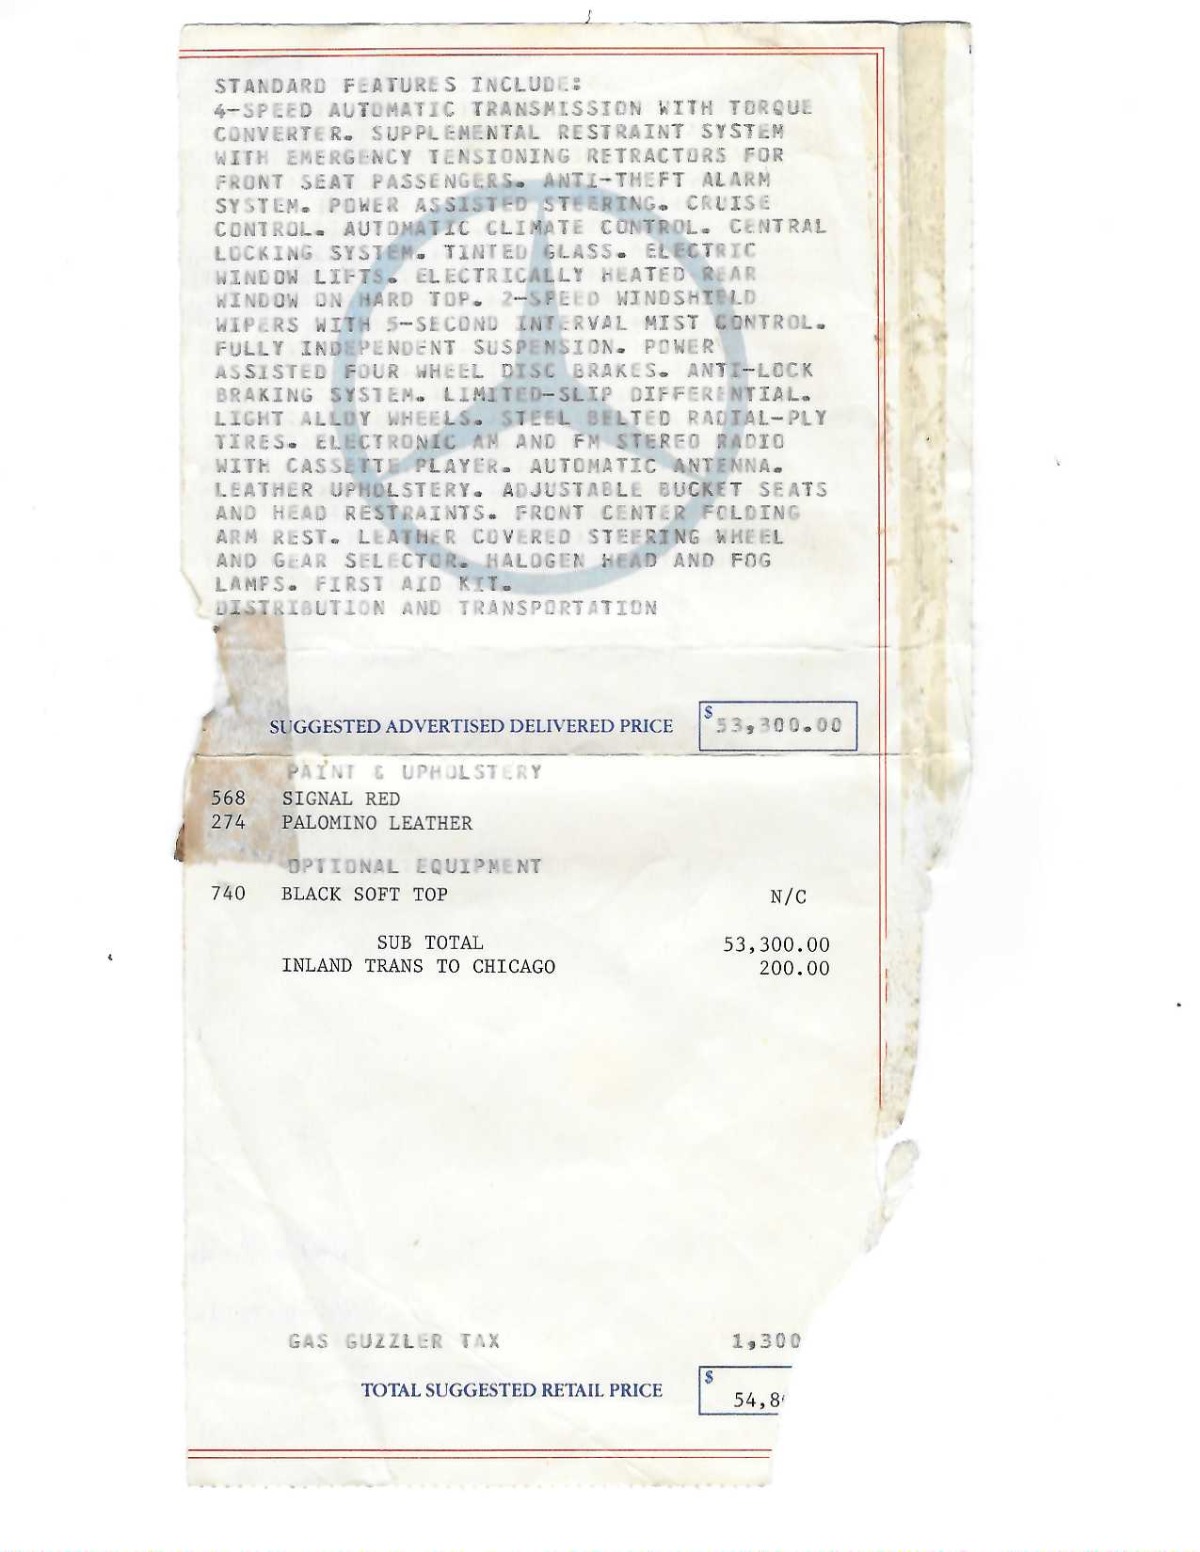 STANDARD FEATURES INCLUDE:
4-SPEED AUTOMATIC TRANSMISSION WITH TORQUE
CONVERTER. SUPPLEMENTAL RESTRAINT SYSTEM
WITH EMERGENCY TENSIONING RETRACTORS FOR
FRONT SEAT PASSENGERS. ANTI-THEFT ALARM
SYSTEM. POWER ASSISTED STEERING. CRUISE
CONTROL. AUTOMATIC CLIMATE CONTROL. CENTRAL
LOCKING SYSTEM. TINTED GLASS. ELECTRIC
WINDOW LIFTS. ELECTRICALLY HEATED REAR
WINDOW ON HARD TOP. 2-SPEED WINDSHIELD
WIPERS WITH 5-SECOND INTERVAL MIST CONTROL.
FULLY INDEPENDENT SUSPENSION. POWER
ASSISTED FOUR WHEEL DISC BRAKES. ANTI-LOCK
BRAKING SYSTEM. LIMITED-SLIP DIFFERENTIAL.
LIGHT ALLOY WHEELS. STEEL BELTED RADIAL-PLY
TIRES. ELECTRONIC AM AND FM STEREO RADIO
WITH CASSETTE PLAYER. AUTOMATIC ANTENNA.
LEATHER UPHOLSTERY. ADJUSTABLE BUCKET SEATS
AND HEAD RESTRAINTS. FRONT CENTER FOLDING
ARM REST. LEATHER COVERED STEERING WHEEL
AND GEAR SELECTOR. HALOGEN HEAD AND FOG
LAMPS. FIRST AID KIT.
DISTRIBUTION AND TRANSPORTATION
SUGGESTED ADVERTISED DELIVERED PRICE $ 53,300.00
PAINT & UPHOLSTERY
568 SIGNAL RED
274 PALOMINO LEATHER
OPTIONAL EQUIPMENT
740 BLACK SOFT TOP N/C
SUB TOTAL 53,300.00
INLAND TRANS TO CHICAGO 200.00
GAS GUZZLER TAX 1,300
TOTAL SUGGESTED RETAIL PRICE $ 54,8